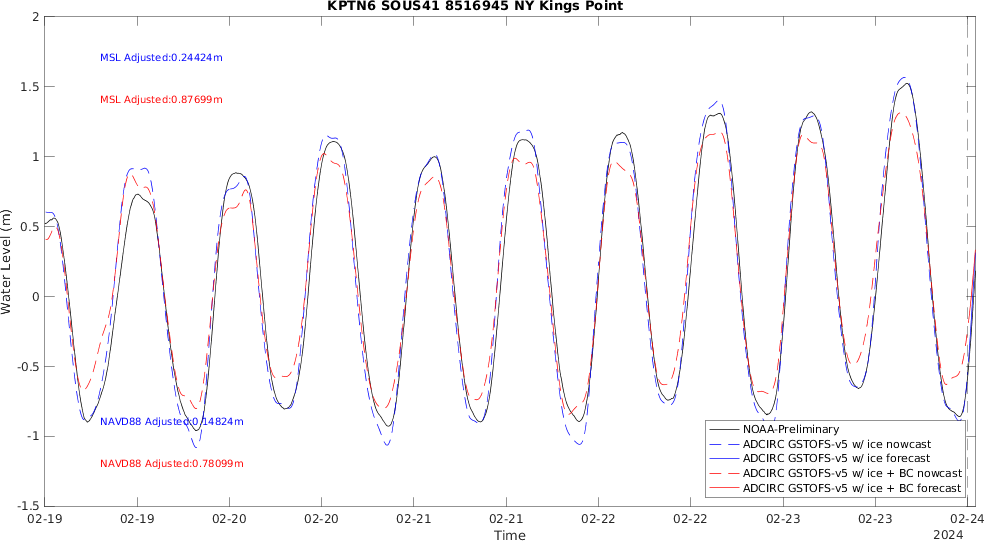 KPTN6 SOUS41 8516945 NY Kings Point
2
MSL Adjusted:0.24424m
1.5
MSL Adjusted:0.87699m
1
0.5
Water Level (m)
0
-0.5
NAVD88 Adjusted:0.14824m
NOAA-Preliminary
-1
ADCIRC GSTOFS-v5 w/ ice nowcast
ADCIRC GSTOFS-v5 w/ ice forecast
NAVD88 Adjusted:0.78099m
ADCIRC GSTOFS-v5 w/ ice + BC nowcast
ADCIRC GSTOFS-v5 w/ ice + BC forecast
-1.5
02-19 02-19 02-20 02-20 02-21 02-21 02-22 02-22 02-23 02-23 02-24
Time
2024